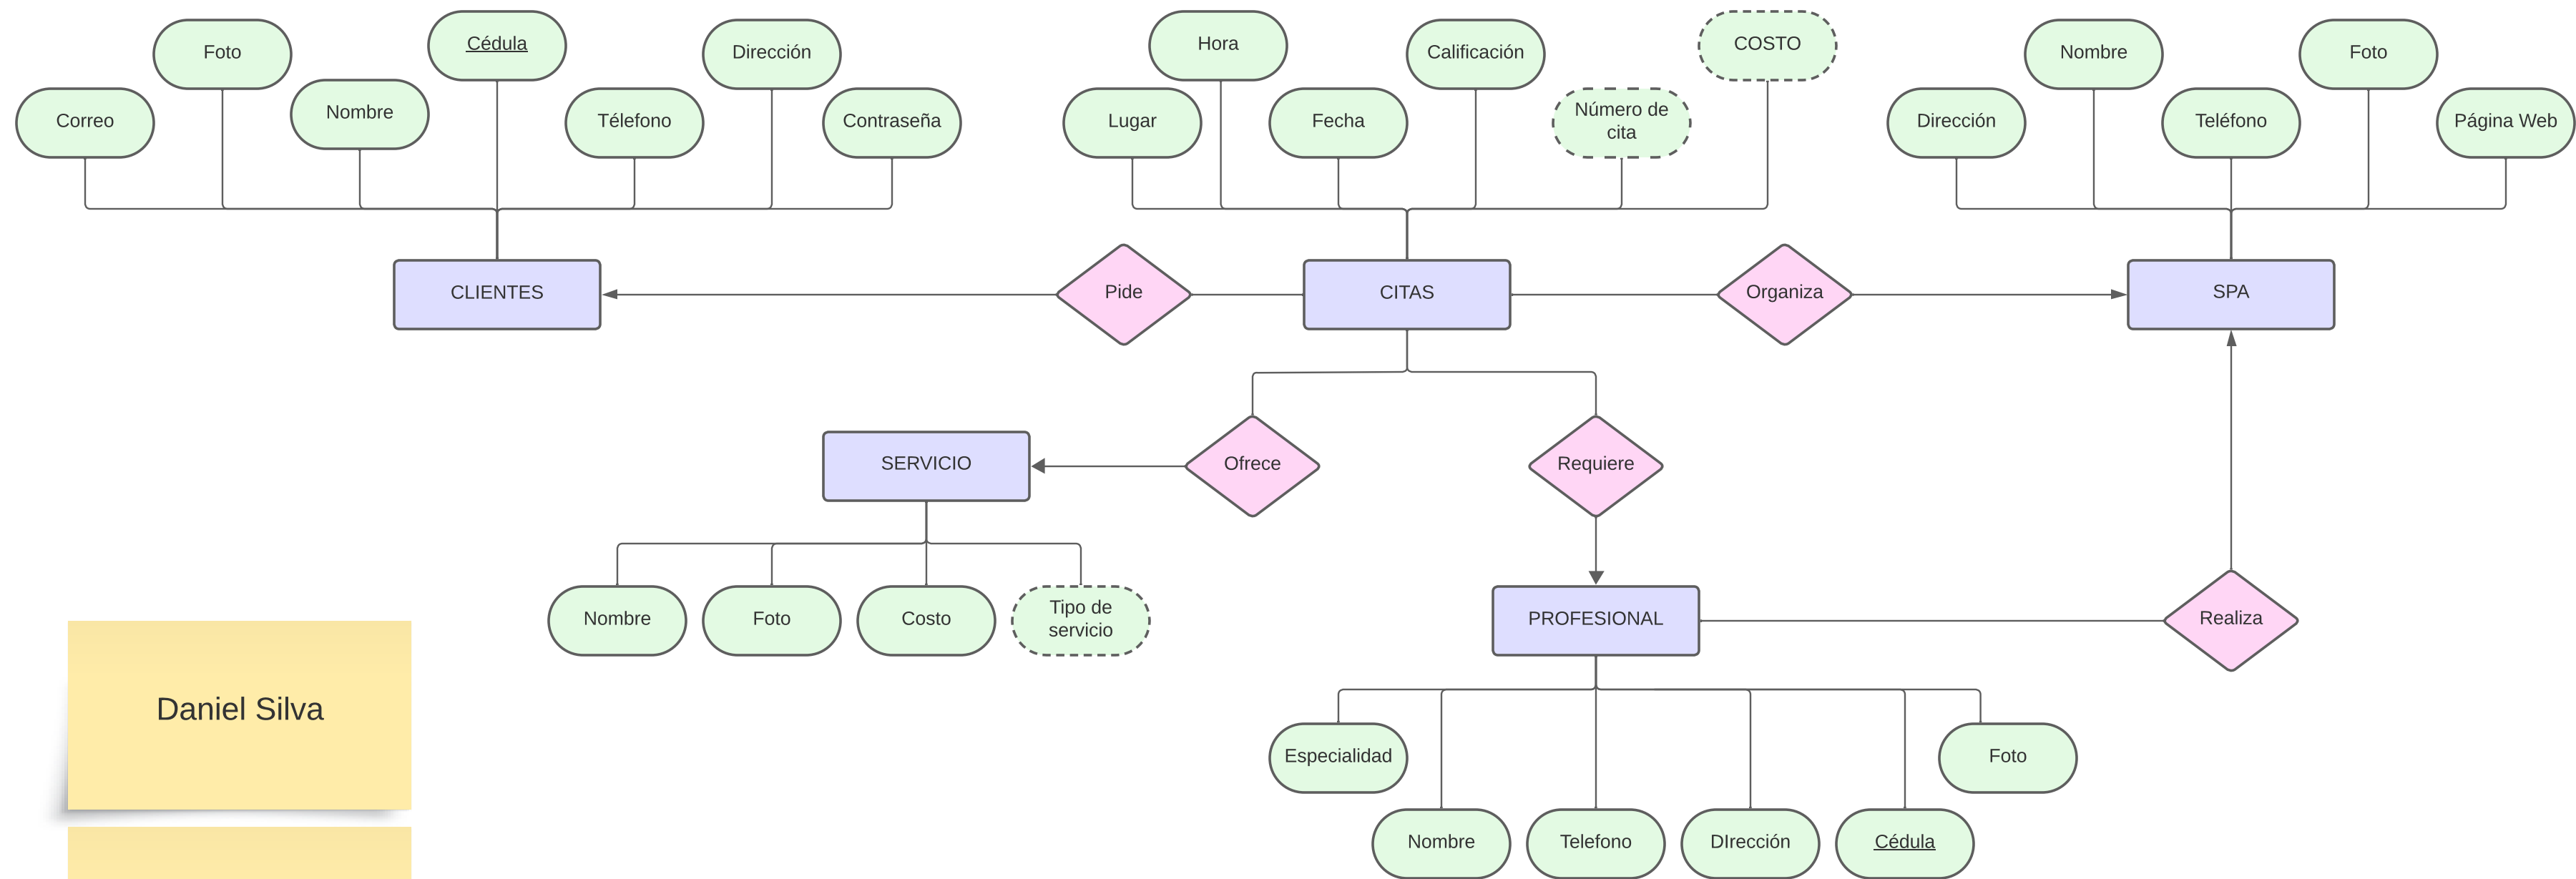 Correo
Foto
Nombre
Cédula
Télefono
Dirección
Contraseña
Lugar
Hora
Fecha
Calificación
Número de
cita
COSTO
Dirección
Nombre
Teléfono
Foto
Página Web
CLIENTES
Pide
CITAS
Organiza
SPA
SERVICIO
Ofrece
Requiere
Nombre
Foto
Costo
Tipo de
servicio
PROFESIONAL
Realiza
Especialidad
Nombre
Telefono
DIrección
Cédula
Foto
Daniel Silva